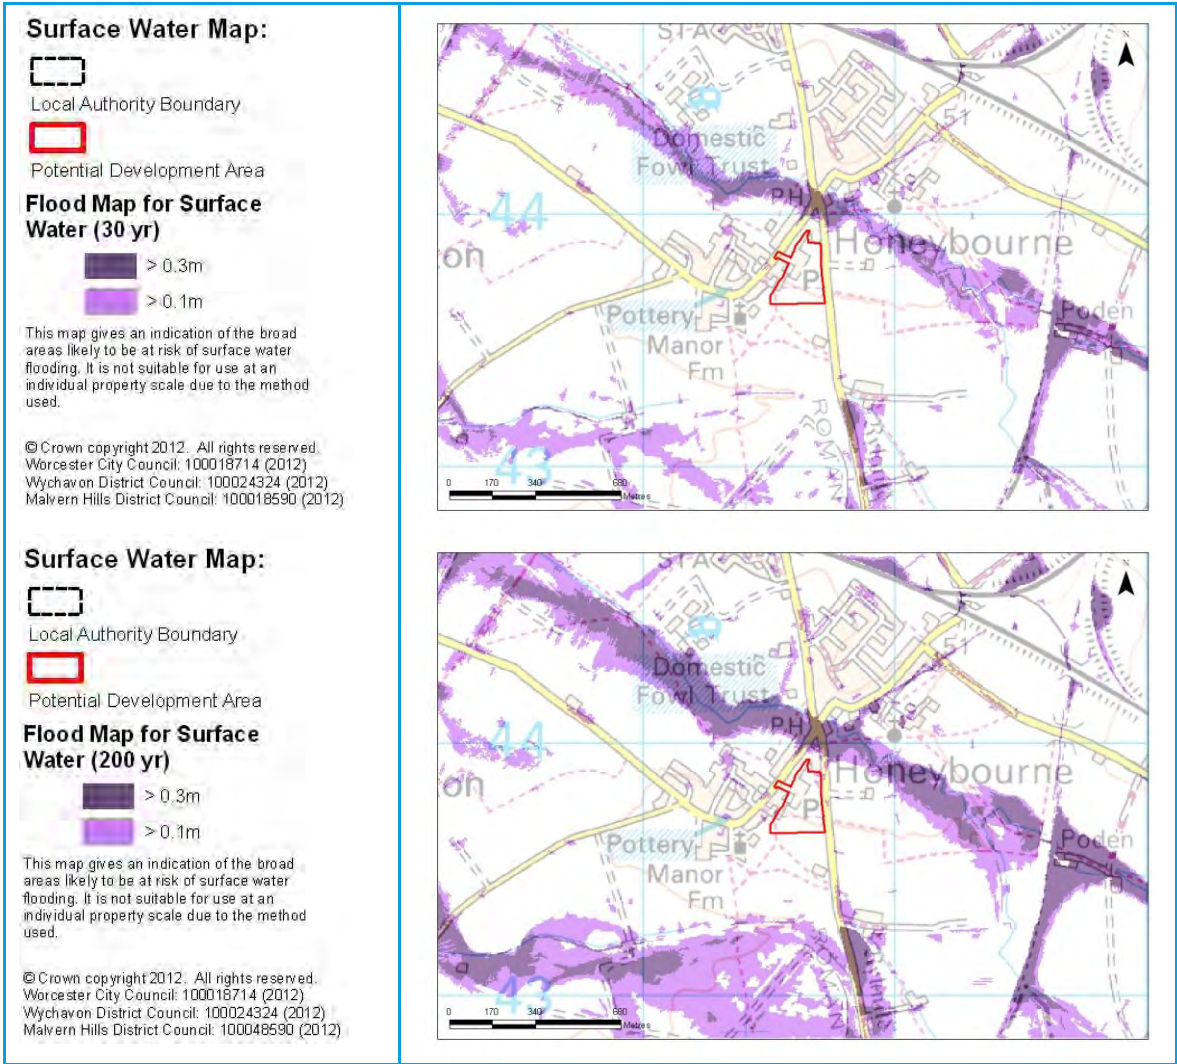 Surface Water Map:
Local Authority Boundary
Potential Development Area
Flood Map for Surface
Water (30 yr)
> 0.3m
> 0.1m
This map gives an indication of the broad
areas likely to be at risk of surface water
flooding. It is not suitable for use at an
individual property scale due to the method
used.
© Crown copyright 2012. All rights reserved.
Worcester City Council: 100018714 (2012)
Wychavon District Council: 100024324 (2012)
Malvern Hills District Council: 100018590 (2012)
STA
N
51
Domestic
Fowl Trust
PH
44
Honeybourne
on
P
Poden
Pottery
Manor
Fm
ROMAN
43
0 170 340 680
Metres
Surface Water Map:
Local Authority Boundary
Potential Development Area
Flood Map for Surface
Water (200 yr)
> 0.3m
> 0.1m
This map gives an indication of the broad
areas likely to be at risk of surface water
flooding. It is not suitable for use at an
individual property scale due to the method
used.
© Crown copyright 2012. All rights reserved.
Worcester City Council: 100018714 (2012)
Wychavon District Council: 100024324 (2012)
Malvern Hills District Council: 100048590 (2012)
STA
N
51
Domestic
Fowl Trust
PH
44
Honeybourne
on
P
Poden
Pottery
Manor
Fm
ROMAN
43
0 170 340 680
Metres